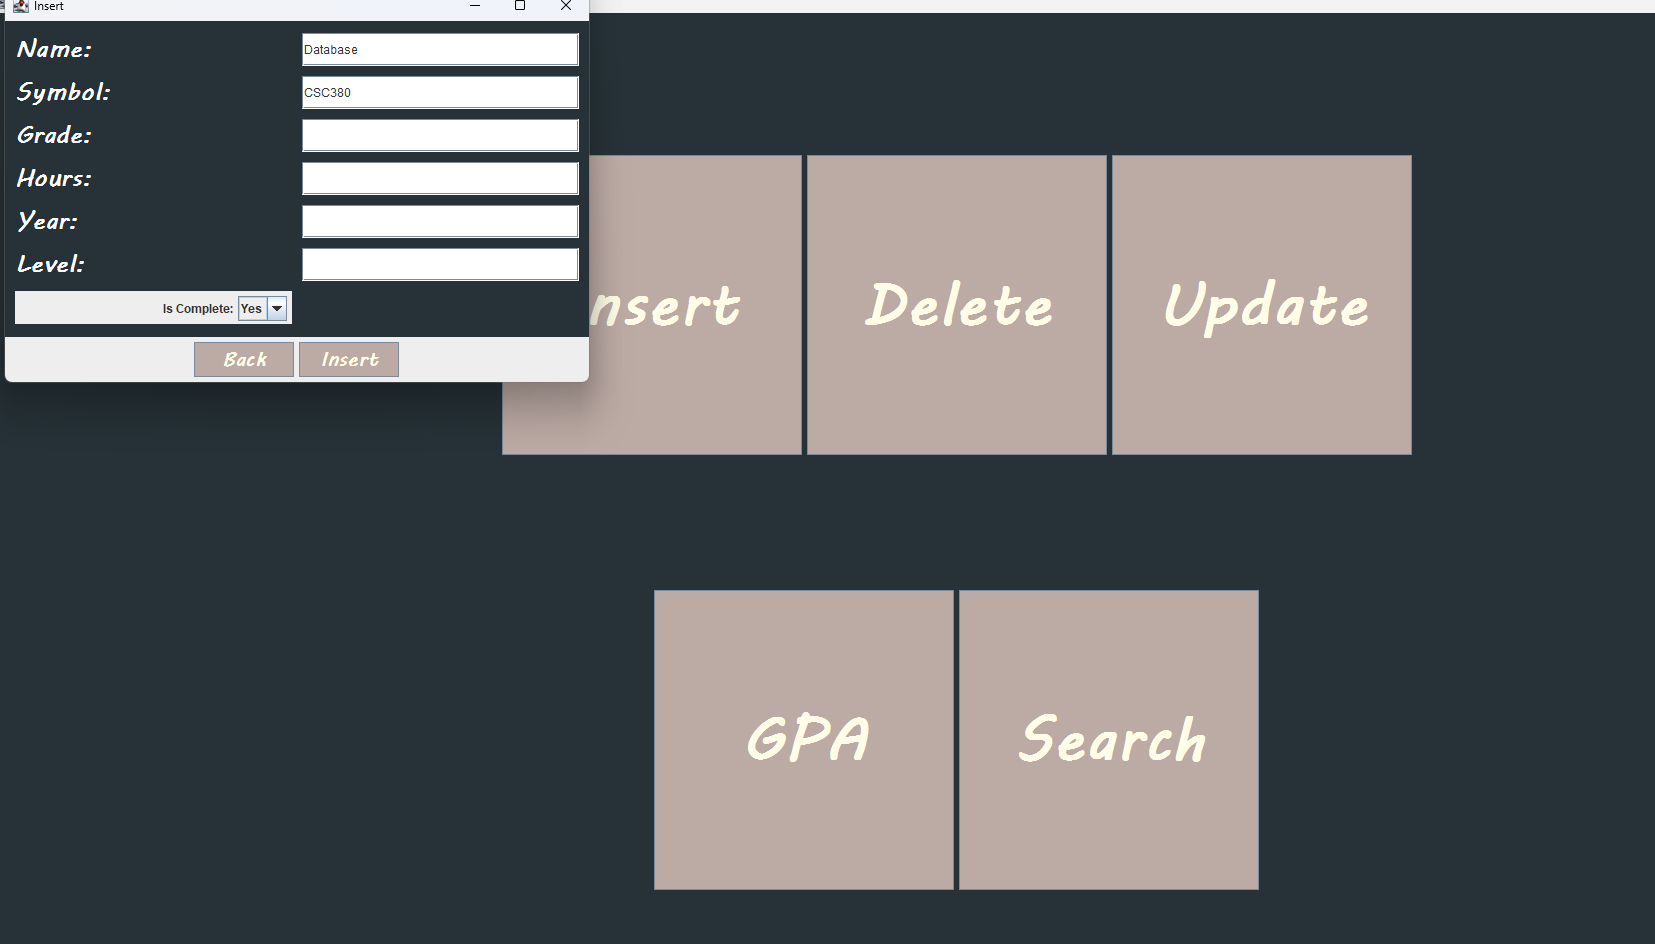 Insert
Name: Database
Symbol: CSC380
Grade:
Hours:
Year:
Level:
Is Complete: Yes
Back Insert
nsert Delete Update
GPA Search